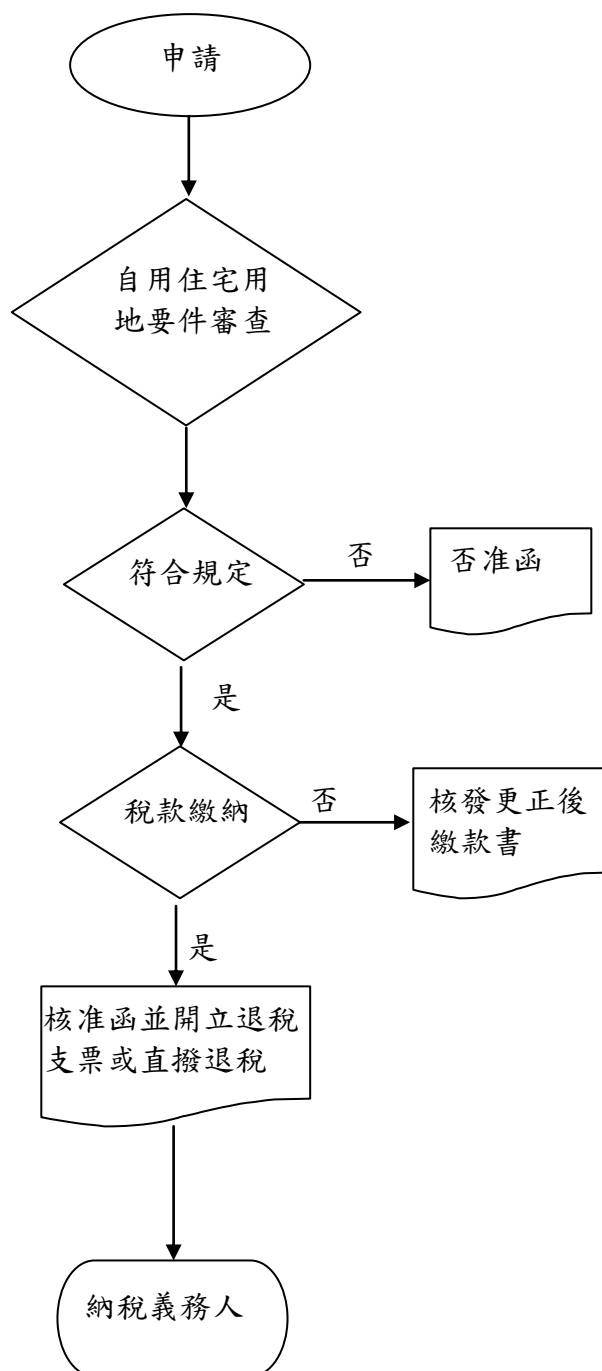 申請
自用住宅用
地要件審查
符合規定
否
否准函
是
稅款繳納
否
核發更正後
繳款書
是
核准函並開立退稅
支票或直撥退稅
納稅義務人